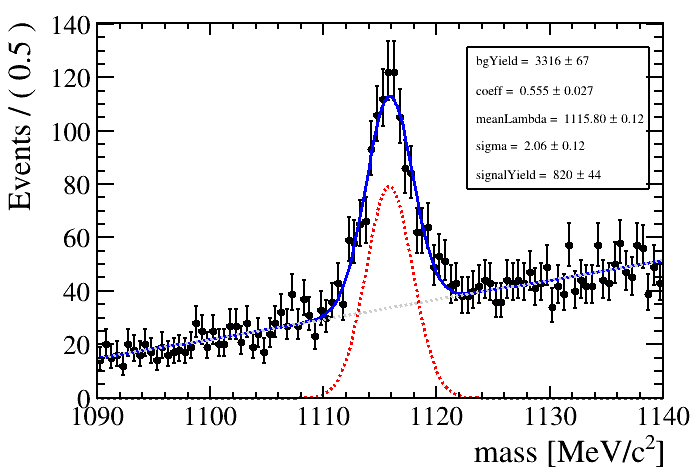 Events / ( 0.5 )
140
120
100
80
60
40
20
0
bgYield = 3316 ± 67
coeff = 0.555 ± 0.027
meanLambda = 1115.80 ± 0.12
sigma = 2.06 ± 0.12
signalYield = 820 ± 44
1090 1100 1110 1120 1130 1140
mass [MeV/c²]